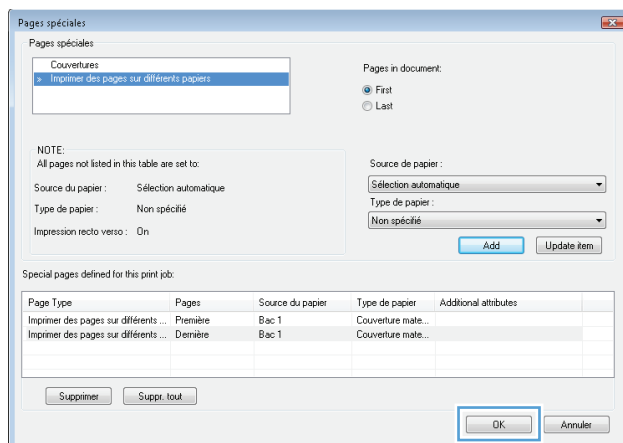 Pages spéciales
Pages spéciales
Couvertures
» Imprimer des pages sur différents papiers
Pages in document:
First
Last
NOTE:
All pages not listed in this table are set to:
Source du papier : Sélection automatique
Type de papier : Non spécifié
Impression recto verso : On
Source de papier :
Sélection automatique
Type de papier :
Non spécifié
Add Update item
Special pages defined for this print job:
Page Type Pages Source du papier Type de papier Additional attributes
Imprimer des pages sur différents ... Première Bac 1 Couverture mate...
Imprimer des pages sur différents ... Dernière Bac 1 Couverture mate...
Supprimer Suppr. tout
OK Annuler